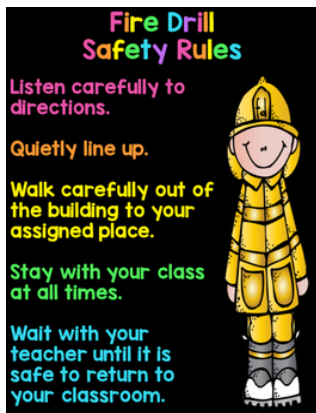 Fire Drill
Safety Rules
Listen carefully to
directions.
Quietly line up.
Walk carefully out of
the building to your
assigned place.
Stay with your class
at all times.
Wait with your
teacher until it is
safe to return to
your classroom.